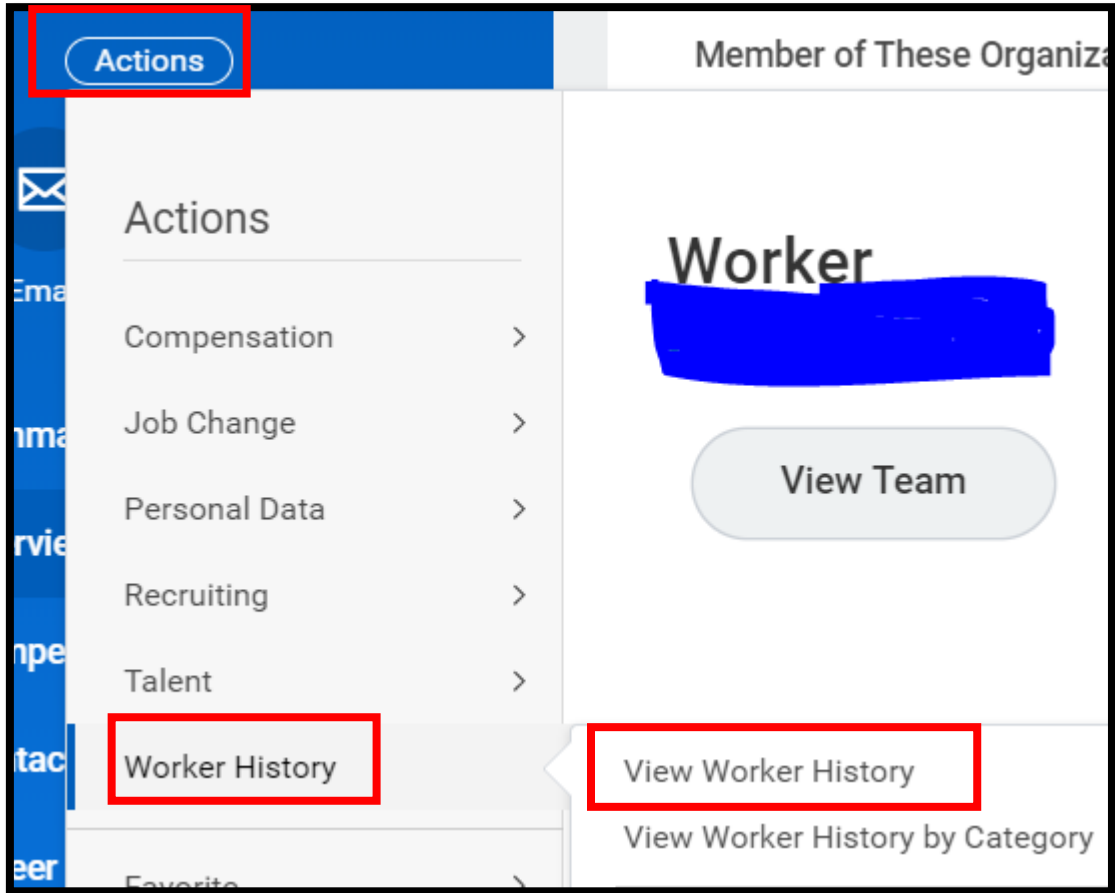 Actions
Member of These
Actions
Worker
Compensation
Job Change
View Team
Personal Data
Recruiting
Talent
Worker History
View Worker History
View Worker History by Category
Favorite